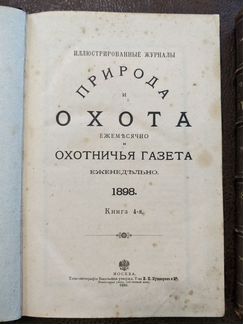 ИЛЛЮСТРИРОВАННЫЕ ЖУРНАЛЫ
ПРИРОДА
И
ОХОТА
ЕЖЕМѢСЯЧНО
И
ОХОТНИЧЬЯ ГАЗЕТА
ЕЖЕНЕДѢЛЬНО.
1898.
Книга 4-я.
МОСКВА.